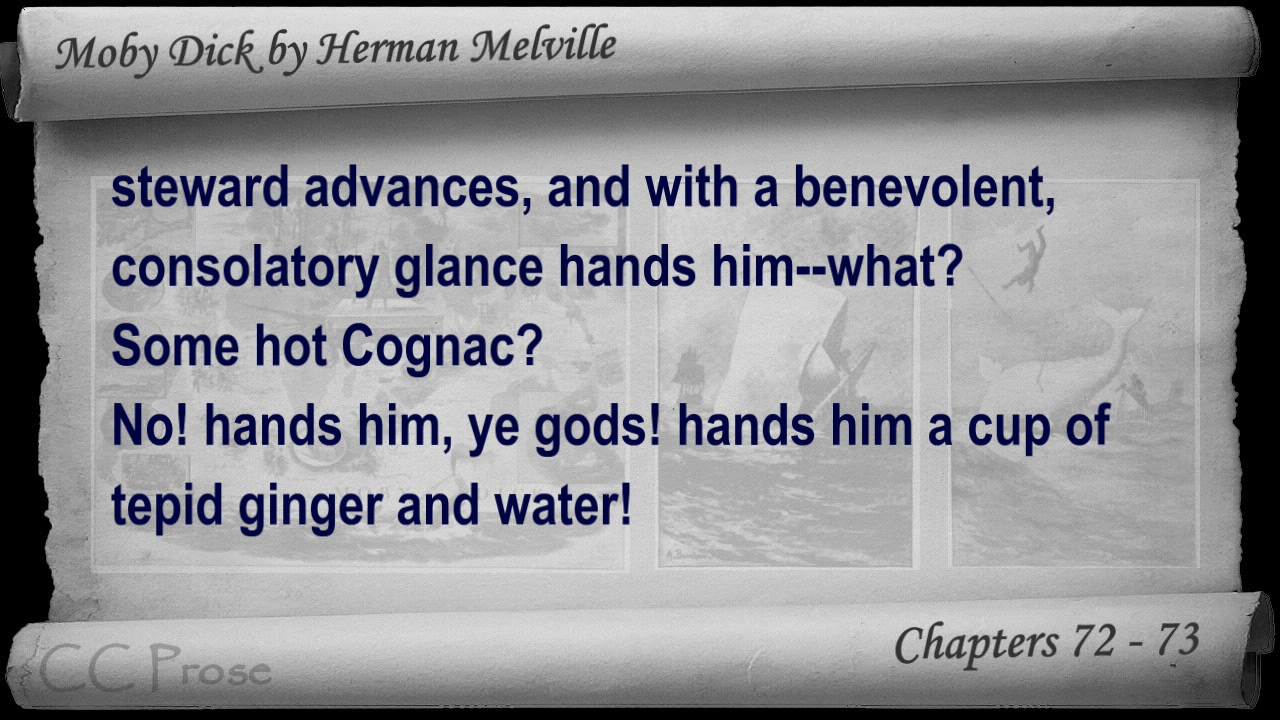 Moby Dick by Herman Melville
steward advances, and with a benevolent,
consolatory glance hands him--what?
Some hot Cognac?
No! hands him, ye gods! hands him a cup of
tepid ginger and water!
Chapters 72 - 73
CC Prose